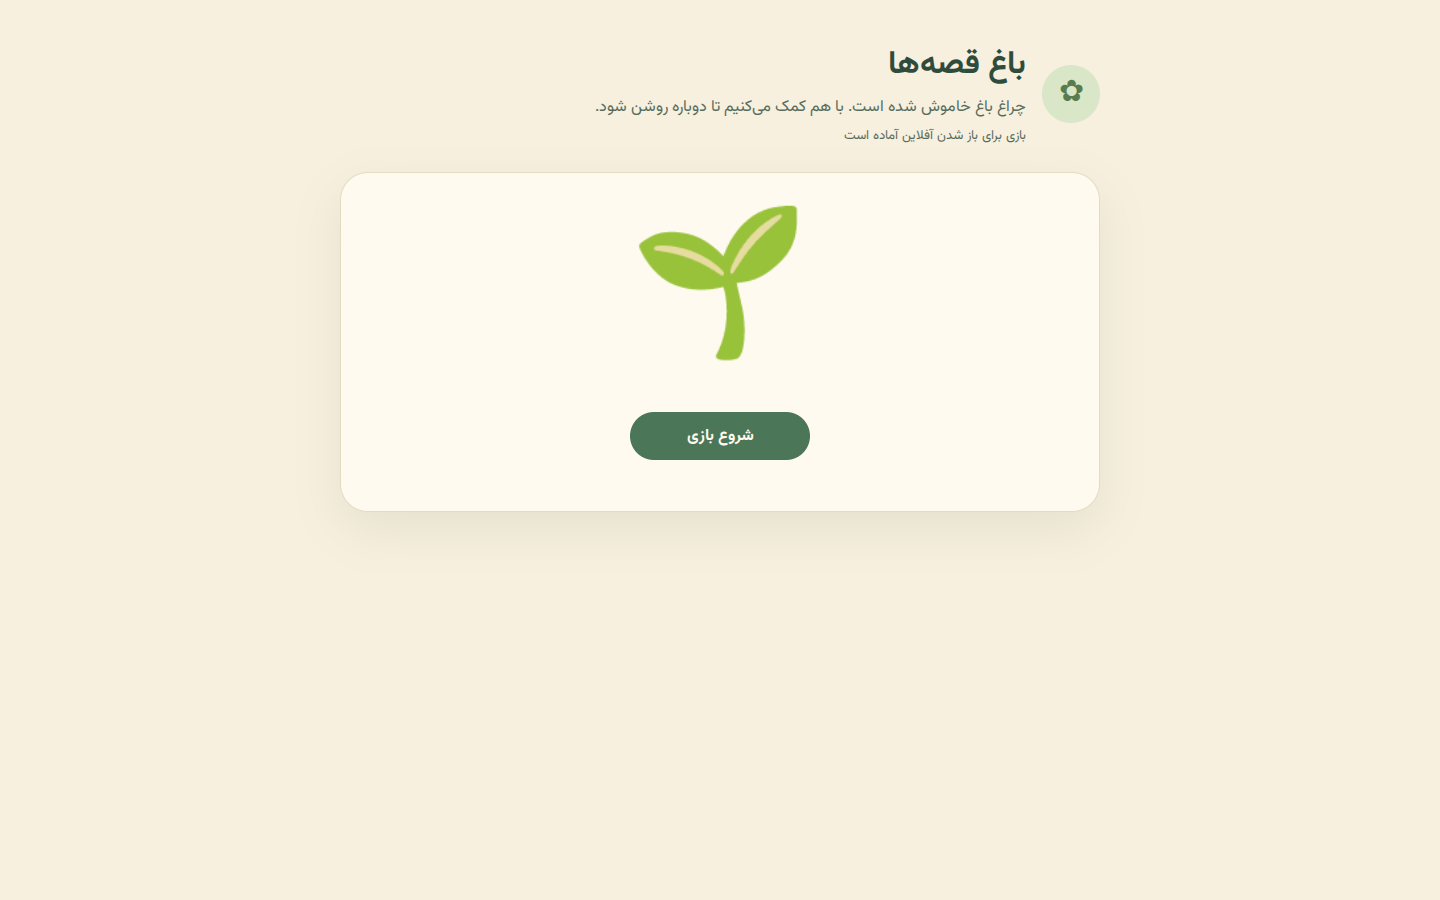 باغ قصه‌ها
چراغ باغ خاموش شده است. با هم کمک می‌کنیم تا دوباره روشن شود.
بازی برای باز شدن آفلاین آماده است
شروع بازی